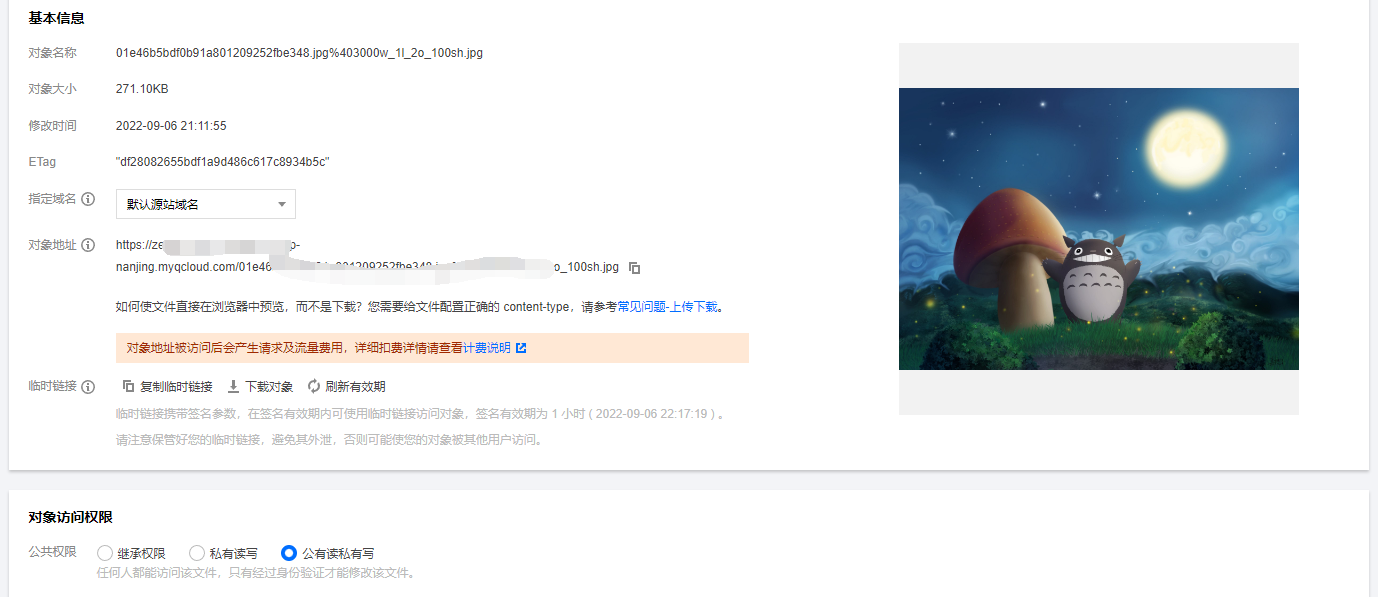 基本信息
对象名称 01e46b5bdf0b91a801209252fbe348.jpg%403000w_1l_2o_100sh.jpg
对象大小 271.10KB
修改时间 2022-09-06 21:11:55
ETag "df28082655bdf1a9d486c617c8934b5c"
指定域名 默认源站域名
对象地址 https://ze p-
nanjing.myqcloud.com/01e46 o_100sh.jpg
如何使文件直接在浏览器中预览，而不是下载？您需要给文件配置正确的 content-type，请参考常见问题-上传下载。
对象地址被访问后会产生请求及流量费用，详细扣费详情请查看计费说明
临时链接 复制临时链接 下载对象 刷新有效期
临时链接携带签名参数，在签名有效期内可使用临时链接访问对象，签名有效期为 1 小时 ( 2022-09-06 22:17:19 ) 。
请注意保管好您的临时链接，避免其外泄，否则可能使您的对象被其他用户访问。
对象访问权限
公共权限 继承权限 私有读写 公有读私有写
任何人都能访问该文件，只有经过身份验证才能修改该文件。